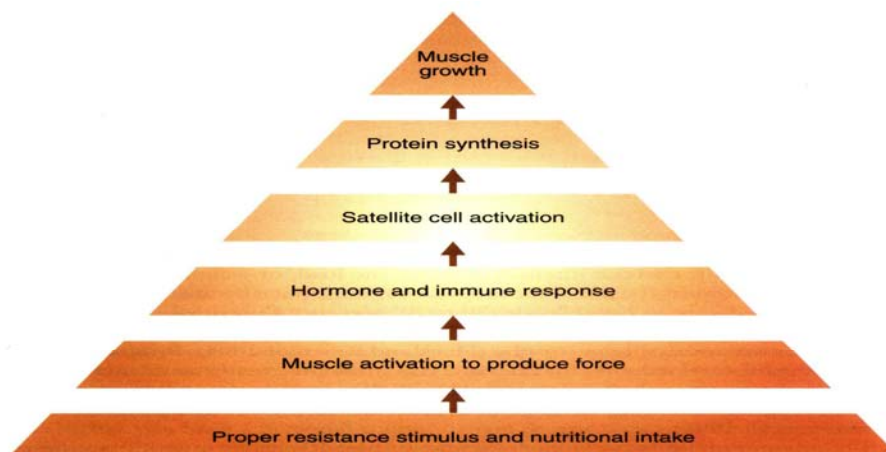 Muscle
growth
Protein synthesis
Satellite cell activation
Hormone and immune response
Muscle activation to produce force
Proper resistance stimulus and nutritional intake